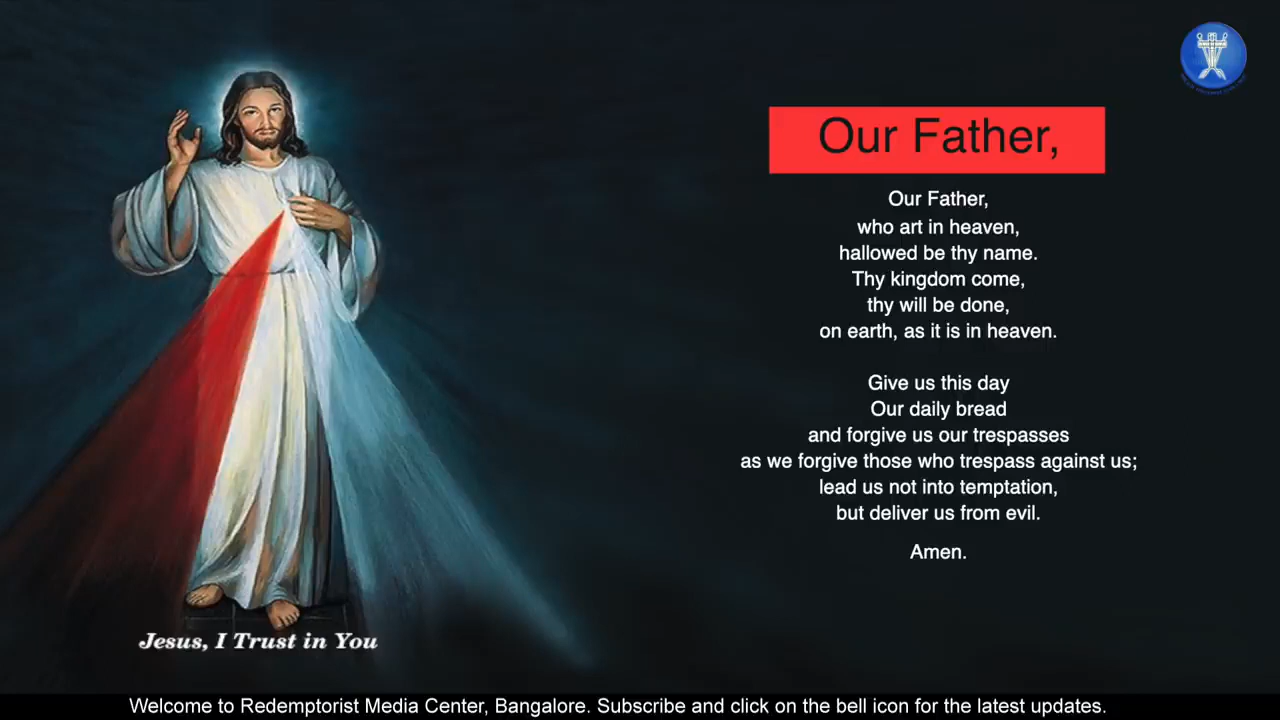 Our Father,
Our Father,
who art in heaven,
hallowed be thy name.
Thy kingdom come,
thy will be done,
on earth, as it is in heaven.
Give us this day
Our daily bread
and forgive us our trespasses
as we forgive those who trespass against us;
lead us not into temptation,
but deliver us from evil.
Amen.
Jesus, I Trust in You
Welcome to Redemptorist Media Center, Bangalore. Subscribe and click on the bell icon for the latest updates.